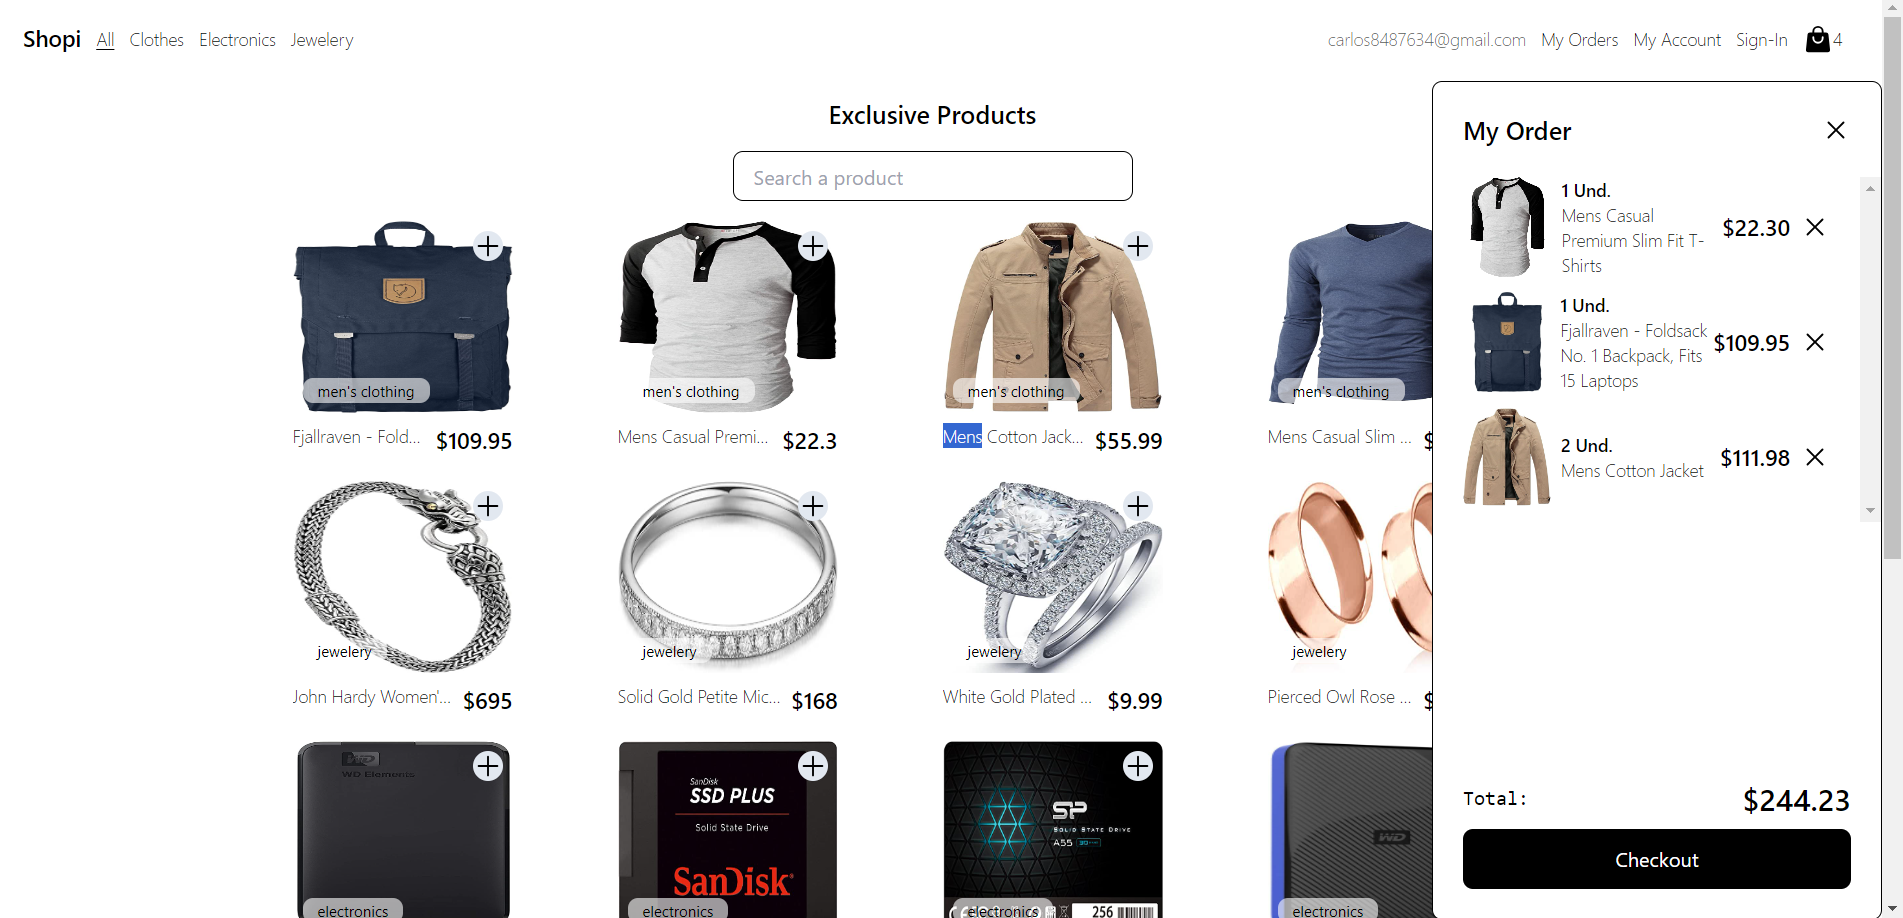 Shopi All Clothes Electronics Jewelery
carlos8487634@gmail.com My Orders My Account Sign-In 4
Exclusive Products
Search a product
men's clothing
Fjallraven - Fold... $109.95
men's clothing
Mens Casual Premi... $22.3
men's clothing
Mens Cotton Jack... $55.99
men's clothing
Mens Casual Slim ... $
jewelery
John Hardy Women'... $695
jewelery
Solid Gold Petite Mic... $168
jewelery
White Gold Plated ... $9.99
jewelery
Pierced Owl Rose ... $
WD
WD Elements
electronics
SanDisk
SSD PLUS
Solid State Drive
SanDisk
electronics
SP
SOLID STATE DRIVE
A55
256
electronics
WD
electronics
My Order
1 Und.
Mens Casual
Premium Slim Fit T-
Shirts
$22.30
1 Und.
Fjallraven - Foldsack
No. 1 Backpack, Fits
15 Laptops
$109.95
2 Und.
Mens Cotton Jacket
$111.98
Total: $244.23
Checkout